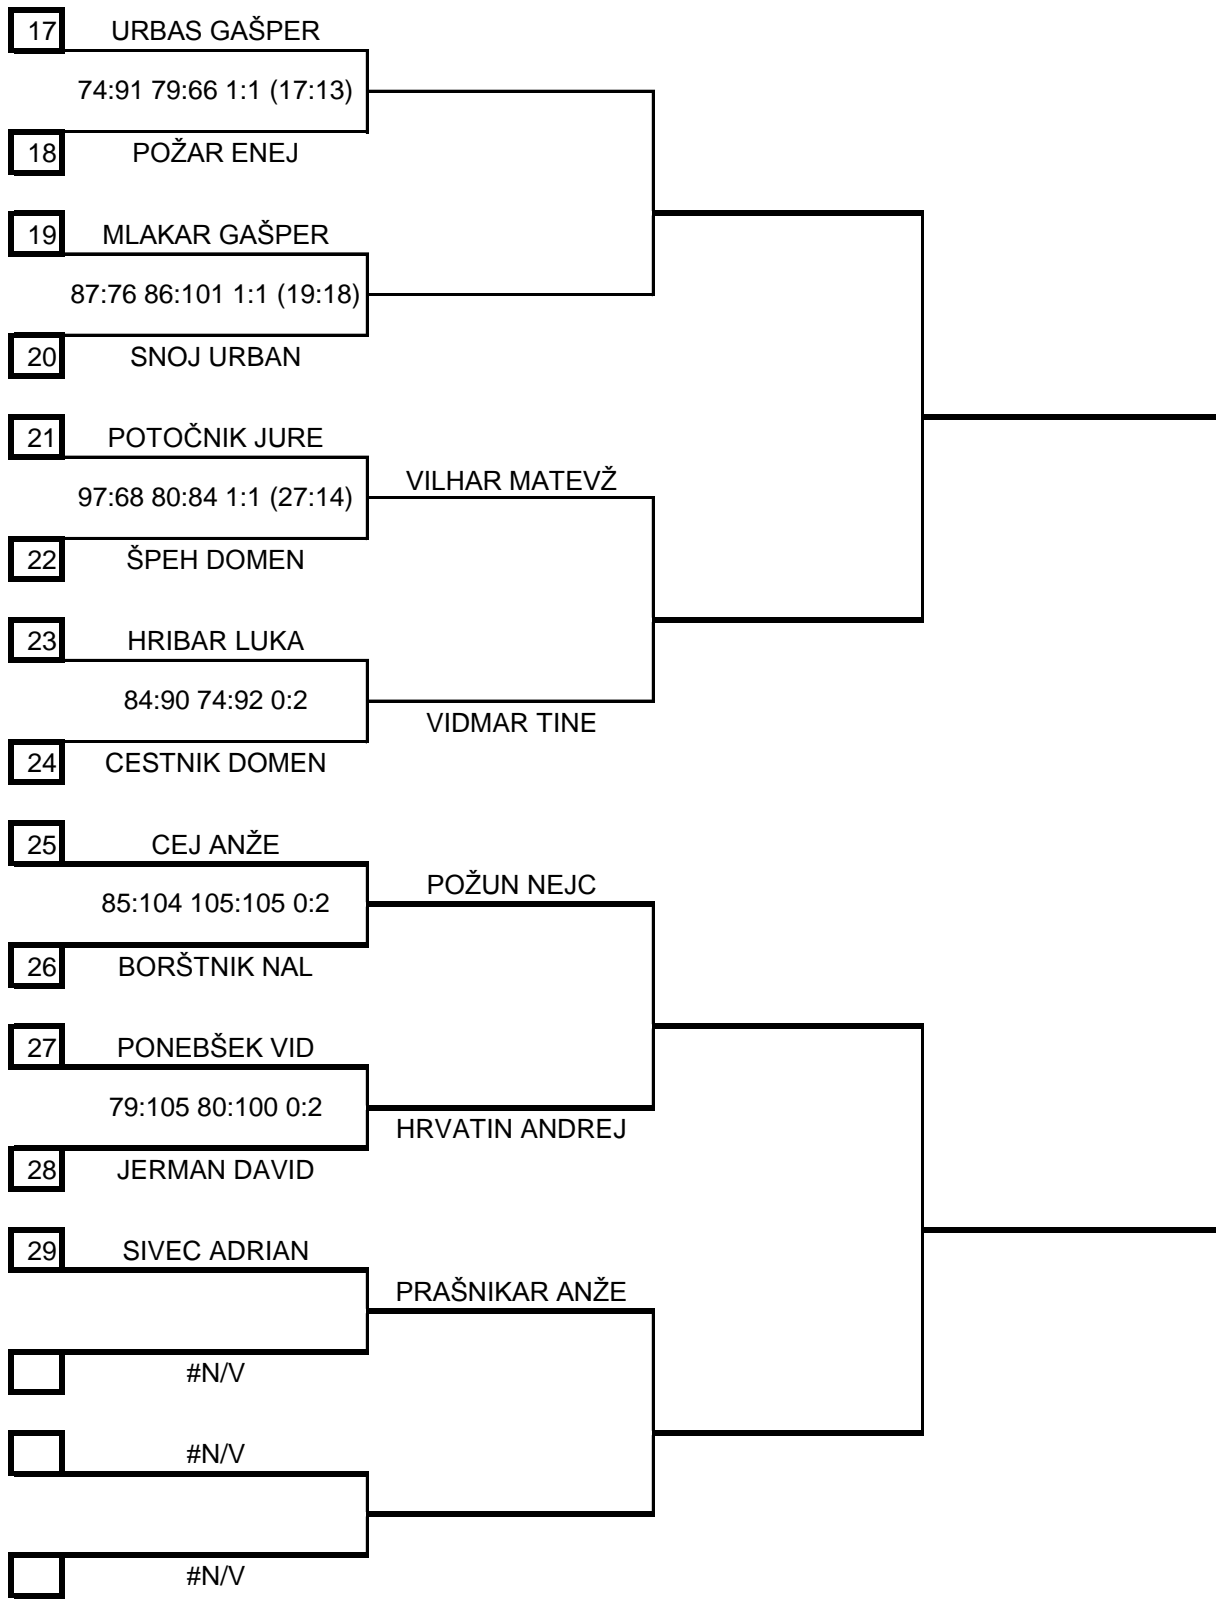 17 URBAS GAŠPER
74:91 79:66 1:1 (17:13)
18 POŽAR ENEJ
19 MLAKAR GAŠPER
87:76 86:101 1:1 (19:18)
20 SNOJ URBAN
21 POTOČNIK JURE
VILHAR MATEVŽ
97:68 80:84 1:1 (27:14)
22 ŠPEH DOMEN
23 HRIBAR LUKA
84:90 74:92 0:2
VIDMAR TINE
24 CESTNIK DOMEN
25 CEJ ANŽE
POŽUN NEJC
85:104 105:105 0:2
26 BORŠTNIK NAL
27 PONEBŠEK VID
79:105 80:100 0:2
HRVATIN ANDREJ
28 JERMAN DAVID
29 SIVEC ADRIAN
PRAŠNIKAR ANŽE
#N/V
#N/V
#N/V